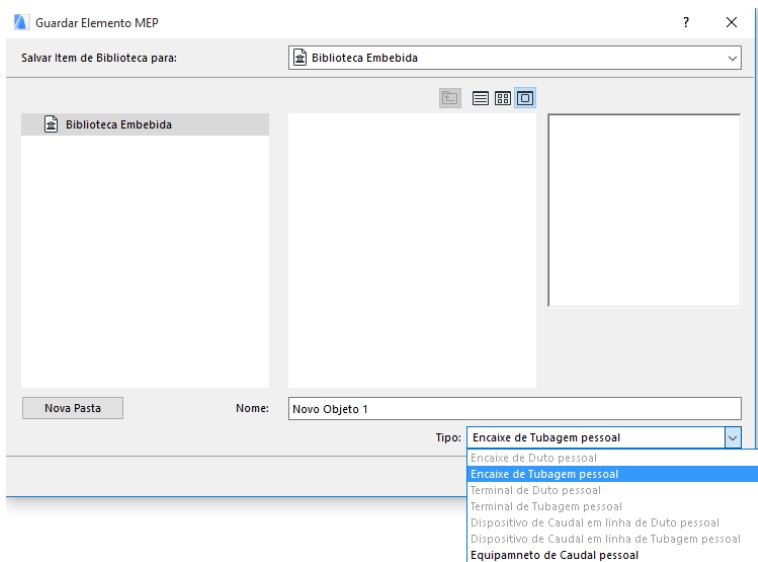 Guardar Elemento MEP
Salvar Item de Biblioteca para:
Biblioteca Embebida
Biblioteca Embebida
Nova Pasta
Nome:
Novo Objeto 1
Tipo:
Encaixe de Tubagem pessoal
Encaixe de Duto pessoal
Encaixe de Tubagem pessoal
Terminal de Duto pessoal
Terminal de Tubagem pessoal
Dispositivo de Caudal em linha de Duto pessoal
Dispositivo de Caudal em linha de Tubagem pessoal
Equipamneto de Caudal pessoal